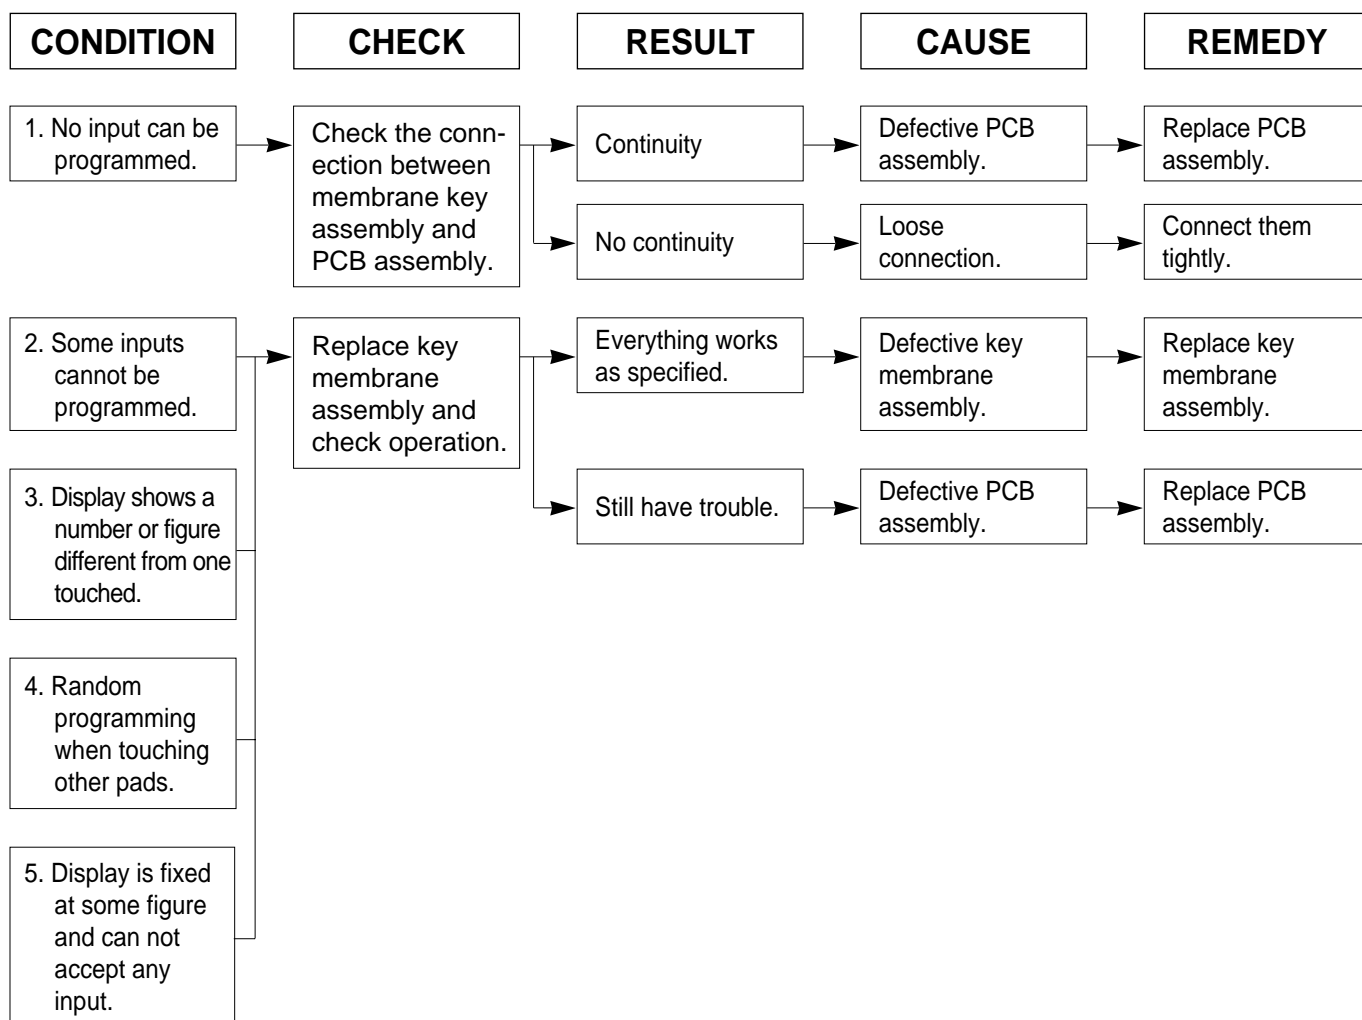 CONDITION
CHECK
RESULT
CAUSE
REMEDY
1. No input can be
programmed.
Check the conn-
ection between
membrane key
assembly and
PCB assembly.
Continuity
Defective PCB
assembly.
Replace PCB
assembly.
No continuity
Loose
connection.
Connect them
tightly.
2. Some inputs
cannot be
programmed.
Replace key
membrane
assembly and
check operation.
Everything works
as specified.
Defective key
membrane
assembly.
Replace key
membrane
assembly.
3. Display shows a
number or figure
different from one
touched.
Still have trouble.
Defective PCB
assembly.
Replace PCB
assembly.
4. Random
programming
when touching
other pads.
5. Display is fixed
at some figure
and can not
accept any
input.